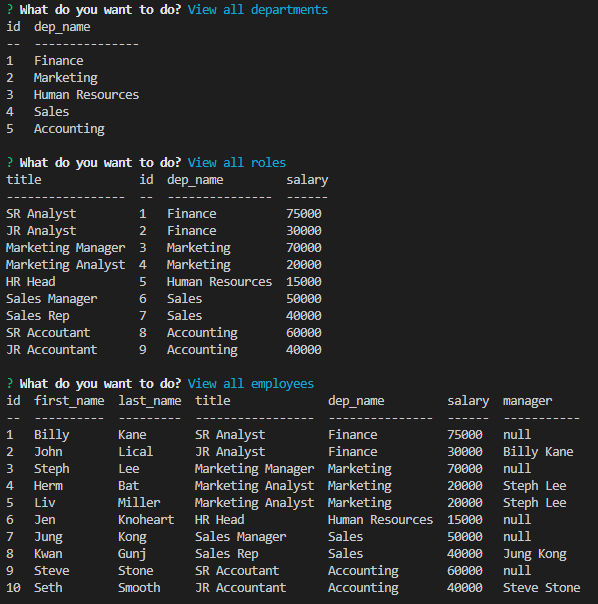 ? What do you want to do? View all departments
id  dep_name
--  ---------------
1   Finance
2   Marketing
3   Human Resources
4   Sales
5   Accounting
? What do you want to do? View all roles
title              id  dep_name         salary
-----------------  --  ---------------  ------
SR Analyst         1   Finance          75000
JR Analyst         2   Finance          30000
Marketing Manager  3   Marketing        70000
Marketing Analyst  4   Marketing        20000
HR Head            5   Human Resources  15000
Sales Manager      6   Sales            50000
Sales Rep          7   Sales            40000
SR Accoutant       8   Accounting       60000
JR Accountant      9   Accounting       40000
? What do you want to do? View all employees
id  first_name  last_name  title              dep_name         salary  manager
--  ----------  ---------  -----------------  ---------------  ------  -----------
1   Billy       Kane       SR Analyst         Finance          75000   null
2   John        Lical      JR Analyst         Finance          30000   Billy Kane
3   Steph       Lee        Marketing Manager  Marketing        70000   null
4   Herm        Bat        Marketing Analyst  Marketing        20000   Steph Lee
5   Liv         Miller     Marketing Analyst  Marketing        20000   Steph Lee
6   Jen         Knoheart   HR Head            Human Resources  15000   null
7   Jung        Kong       Sales Manager      Sales            50000   null
8   Kwan        Gunj       Sales Rep          Sales            40000   Jung Kong
9   Steve       Stone      SR Accoutant       Accounting       60000   null
10  Seth        Smooth     JR Accountant      Accounting       40000   Steve Stone